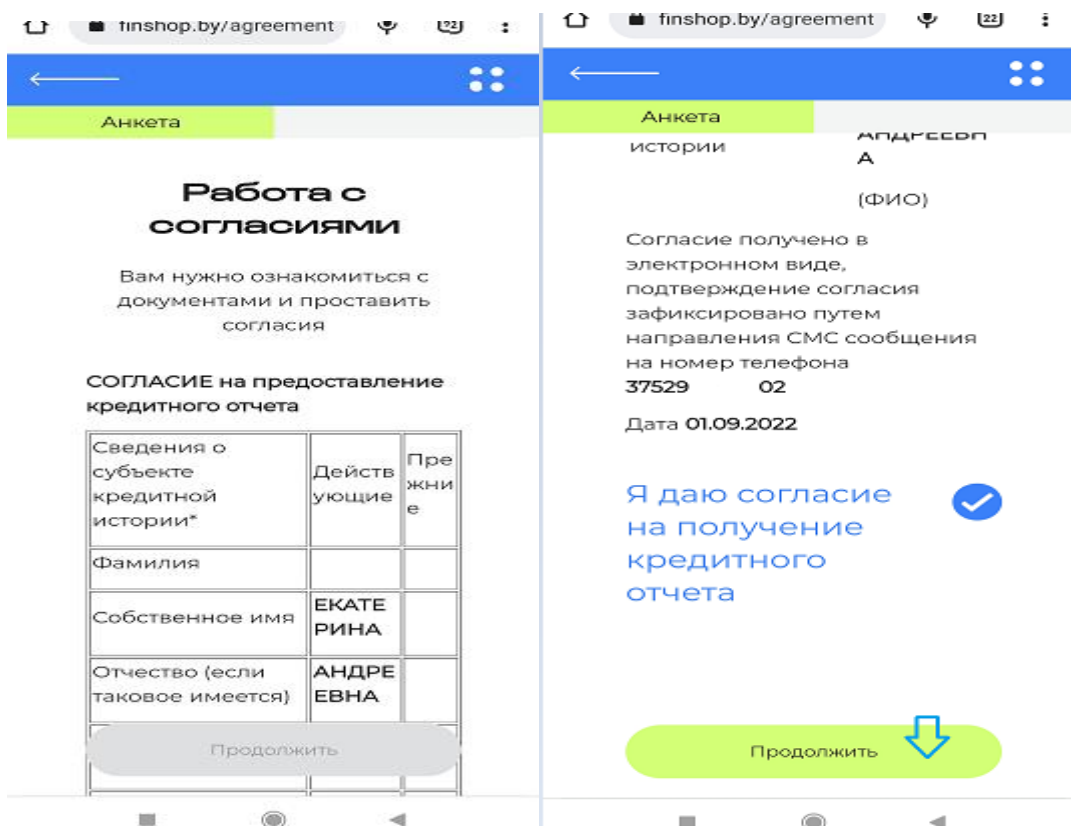 finshop.by/agreement
22
Анкета
Работа с
согласиями
Вам нужно ознакомиться с
документами и проставить
согласия
СОГЛАСИЕ на предоставление
кредитного отчета
Сведения о
субъекте
кредитной
истории*
Действ
ующие
Пре
жни
е
Фамилия
Собственное имя
ЕКАТЕ
РИНА
Отчество (если
таковое имеется)
АНДРЕ
ЕВНА
Продолжить
finshop.by/agreement
22
Анкета
истории
АНДРЕЕВН
А
(ФИО)
Согласие получено в
электронном виде,
подтверждение согласия
зафиксировано путем
направления СМС сообщения
на номер телефона
37529 02
Дата 01.09.2022
Я даю согласие
на получение
кредитного
отчета
Продолжить